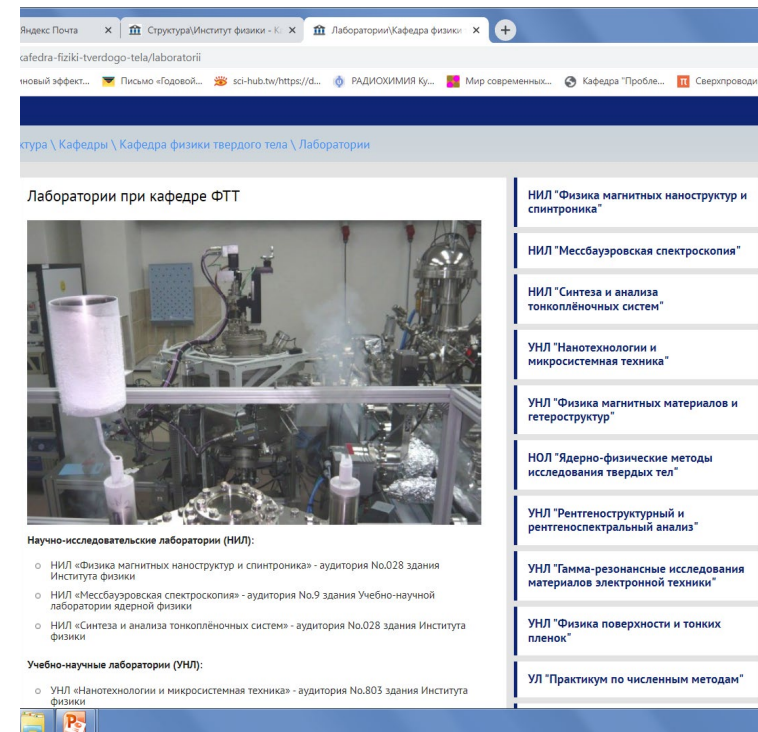 Яндекс Почта
Структура\Институт физики - К
Лаборатории\Кафедра физики
kafedra-fiziki-tverdogo-tela/laboratorii
новый эффект...
Письмо «Годовой...
sci-hub.tw/https://d...
РАДИОХИМИЯ Ку...
Мир современных...
Кафедра "Пробле...
Сверхпроводи
ктура \ Кафедры \ Кафедра физики твердого тела \ Лаборатории
Лаборатории при кафедре ФТТ
Научно-исследовательские лаборатории (НИЛ):
НИЛ «Физика магнитных наноструктур и спинтроника» - аудитория No.028 здания
Института физики
НИЛ «Мессбауэровская спектроскопия» - аудитория No.9 здания Учебно-научной
лаборатории ядерной физики
НИЛ «Синтеза и анализа тонкоплёночных систем» - аудитория No.028 здания Института
физики
Учебно-научные лаборатории (УНЛ):
УНЛ «Нанотехнологии и микросистемная техника» - аудитория No.803 здания Института
физики
НИЛ "Физика магнитных наноструктур и
спинтроника"
НИЛ "Мессбауэровская спектроскопия"
НИЛ "Синтеза и анализа
тонкоплёночных систем"
УНЛ "Нанотехнологии и
микросистемная техника"
УНЛ "Физика магнитных материалов и
гетероструктур"
НОЛ "Ядерно-физические методы
исследования твердых тел"
УНЛ "Рентгеноструктурный и
рентгеноспектральный анализ"
УНЛ "Гамма-резонансные исследования
материалов электронной техники"
УНЛ "Физика поверхности и тонких
пленок"
УЛ "Практикум по численным методам"